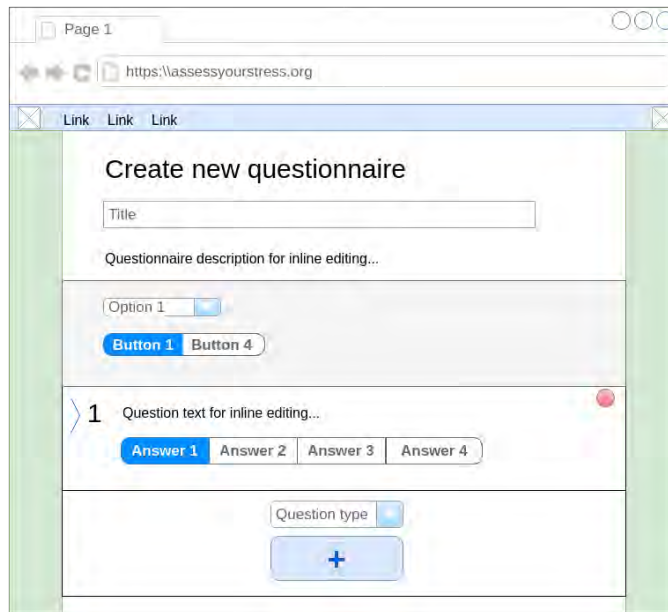 Page 1
https:\\assessyourstress.org
Link Link Link
Create new questionnaire
Title
Questionnaire description for inline editing...
Option 1
Button 1 Button 4
1 Question text for inline editing...
Answer 1 Answer 2 Answer 3 Answer 4
Question type
+